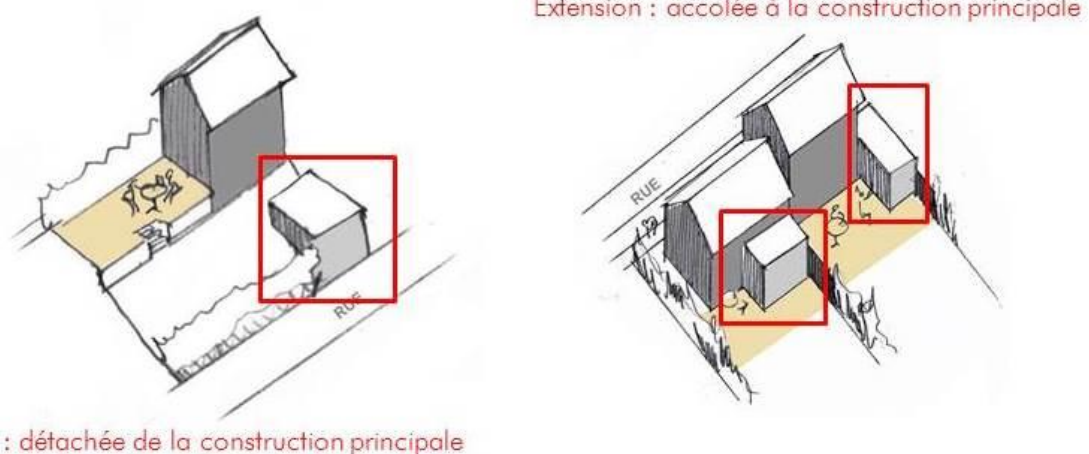 Extension : accolée à la construction principale
RUE
RUE
: détachée de la construction principale